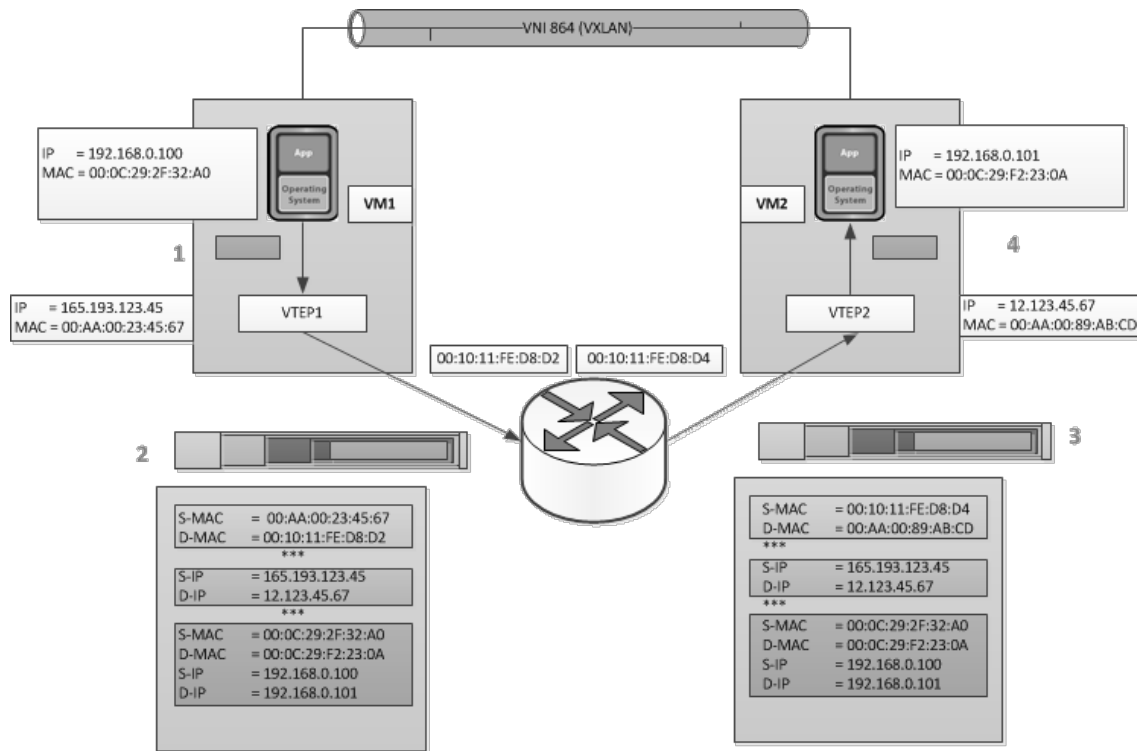 VNI 864 (VXLAN)
IP = 192.168.0.100
MAC = 00:0C:29:2F:32:A0
App
Operating
System
VM1
1
IP = 165.193.123.45
MAC = 00:AA:00:23:45:67
VTEP1
App
Operating
System
VM2
IP = 192.168.0.101
MAC = 00:0C:29:F2:23:0A
4
VTEP2
IP = 12.123.45.67
MAC = 00:AA:00:89:AB:CD
00:10:11:FE:D8:D2
00:10:11:FE:D8:D4
2
S-MAC = 00:AA:00:23:45:67
D-MAC = 00:10:11:FE:D8:D2
***
S-IP = 165.193.123.45
D-IP = 12.123.45.67
***
S-MAC = 00:0C:29:2F:32:A0
D-MAC = 00:0C:29:F2:23:0A
S-IP = 192.168.0.100
D-IP = 192.168.0.101
3
S-MAC = 00:10:11:FE:D8:D4
D-MAC = 00:AA:00:89:AB:CD
***
S-IP = 165.193.123.45
D-IP = 12.123.45.67
***
S-MAC = 00:0C:29:2F:32:A0
D-MAC = 00:0C:29:F2:23:0A
S-IP = 192.168.0.100
D-IP = 192.168.0.101